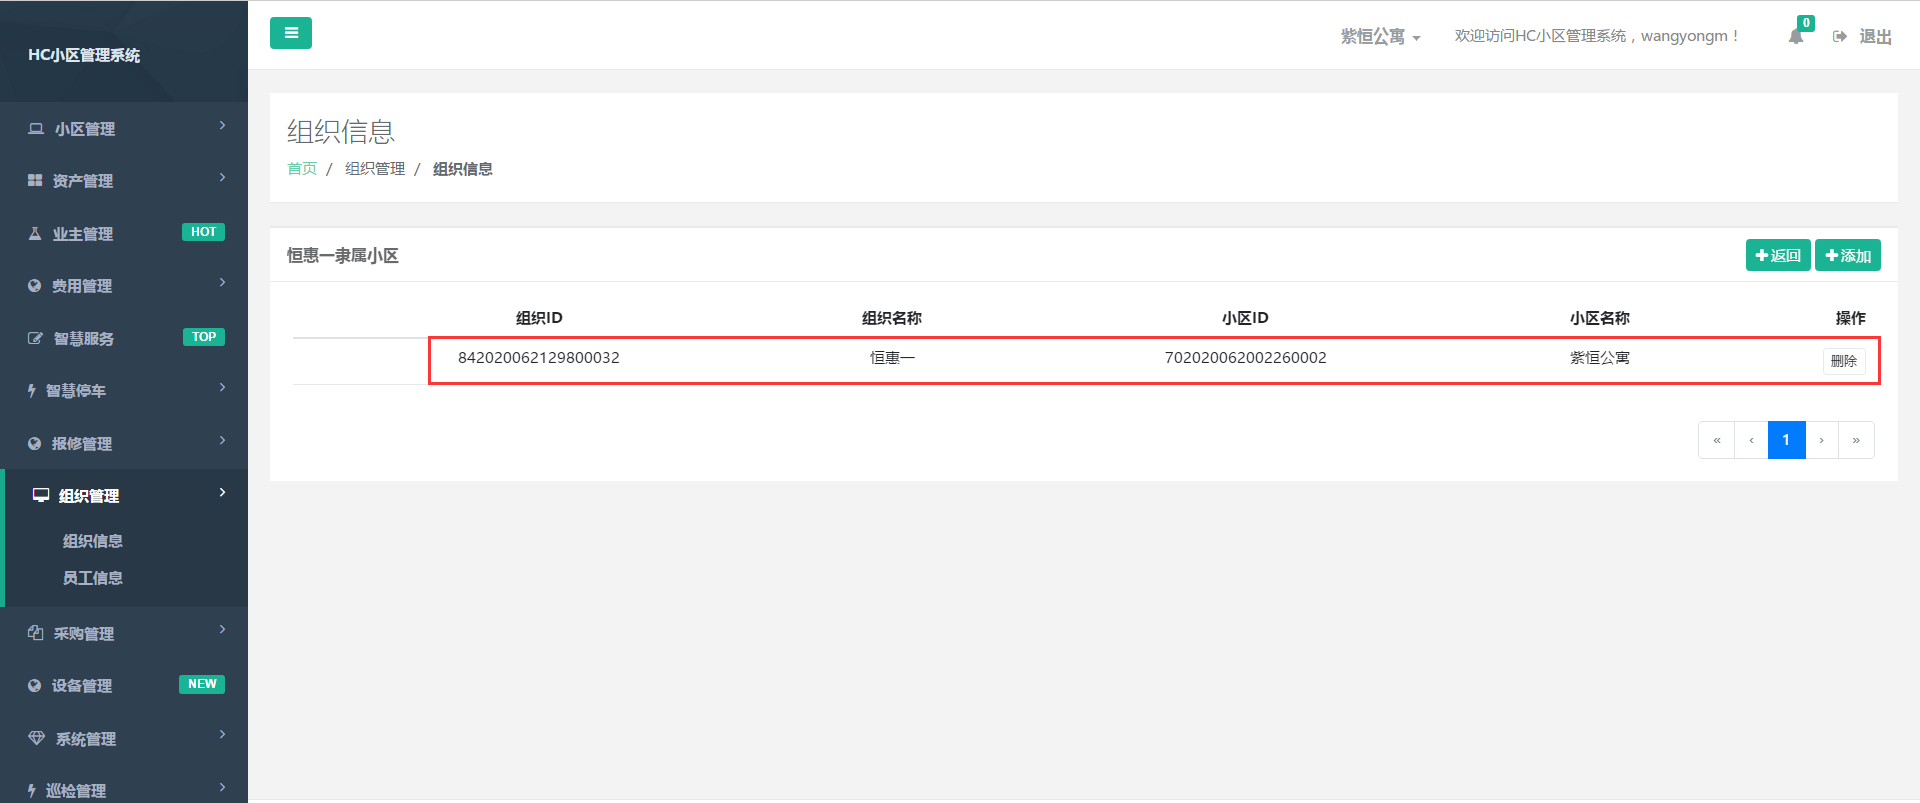 HC小区管理系统
小区管理
资产管理
业主管理 HOT
费用管理
智慧服务 TOP
智慧停车
报修管理
组织管理
组织信息
员工信息
采购管理
设备管理 NEW
系统管理
巡检管理
紫恒公寓 欢迎访问HC小区管理系统，wangyongm！ 0 退出
组织信息
首页 / 组织管理 / 组织信息
恒惠一隶属小区 返回 添加
组织ID 组织名称 小区ID 小区名称 操作
842020062129800032 恒惠一 702020062002260002 紫恒公寓 删除
« ‹ 1 › »